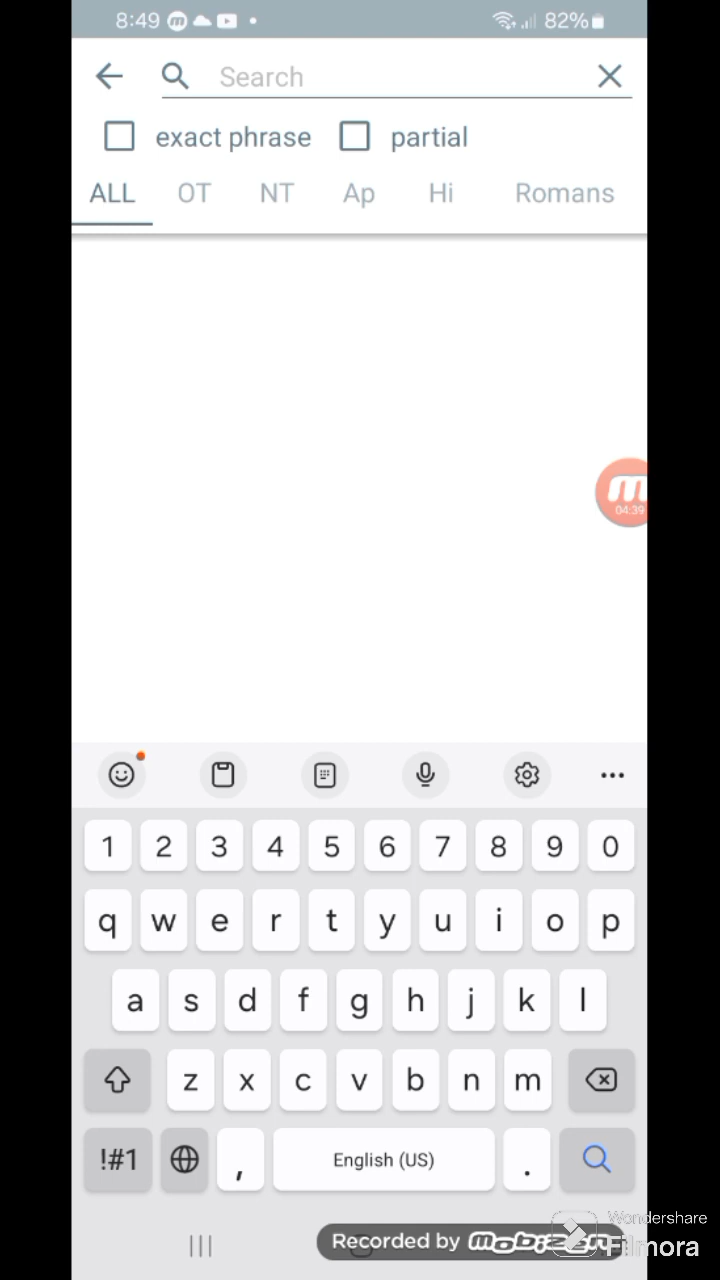 8:49 82%
Search
exact phrase partial
ALL OT NT Ap Hi Romans
04:39
1 2 3 4 5 6 7 8 9 0
q w e r t y u i o p
a s d f g h j k l
z x c v b n m
!#1 , English (US) .
Wondershare
Recorded by mobizen Filmora